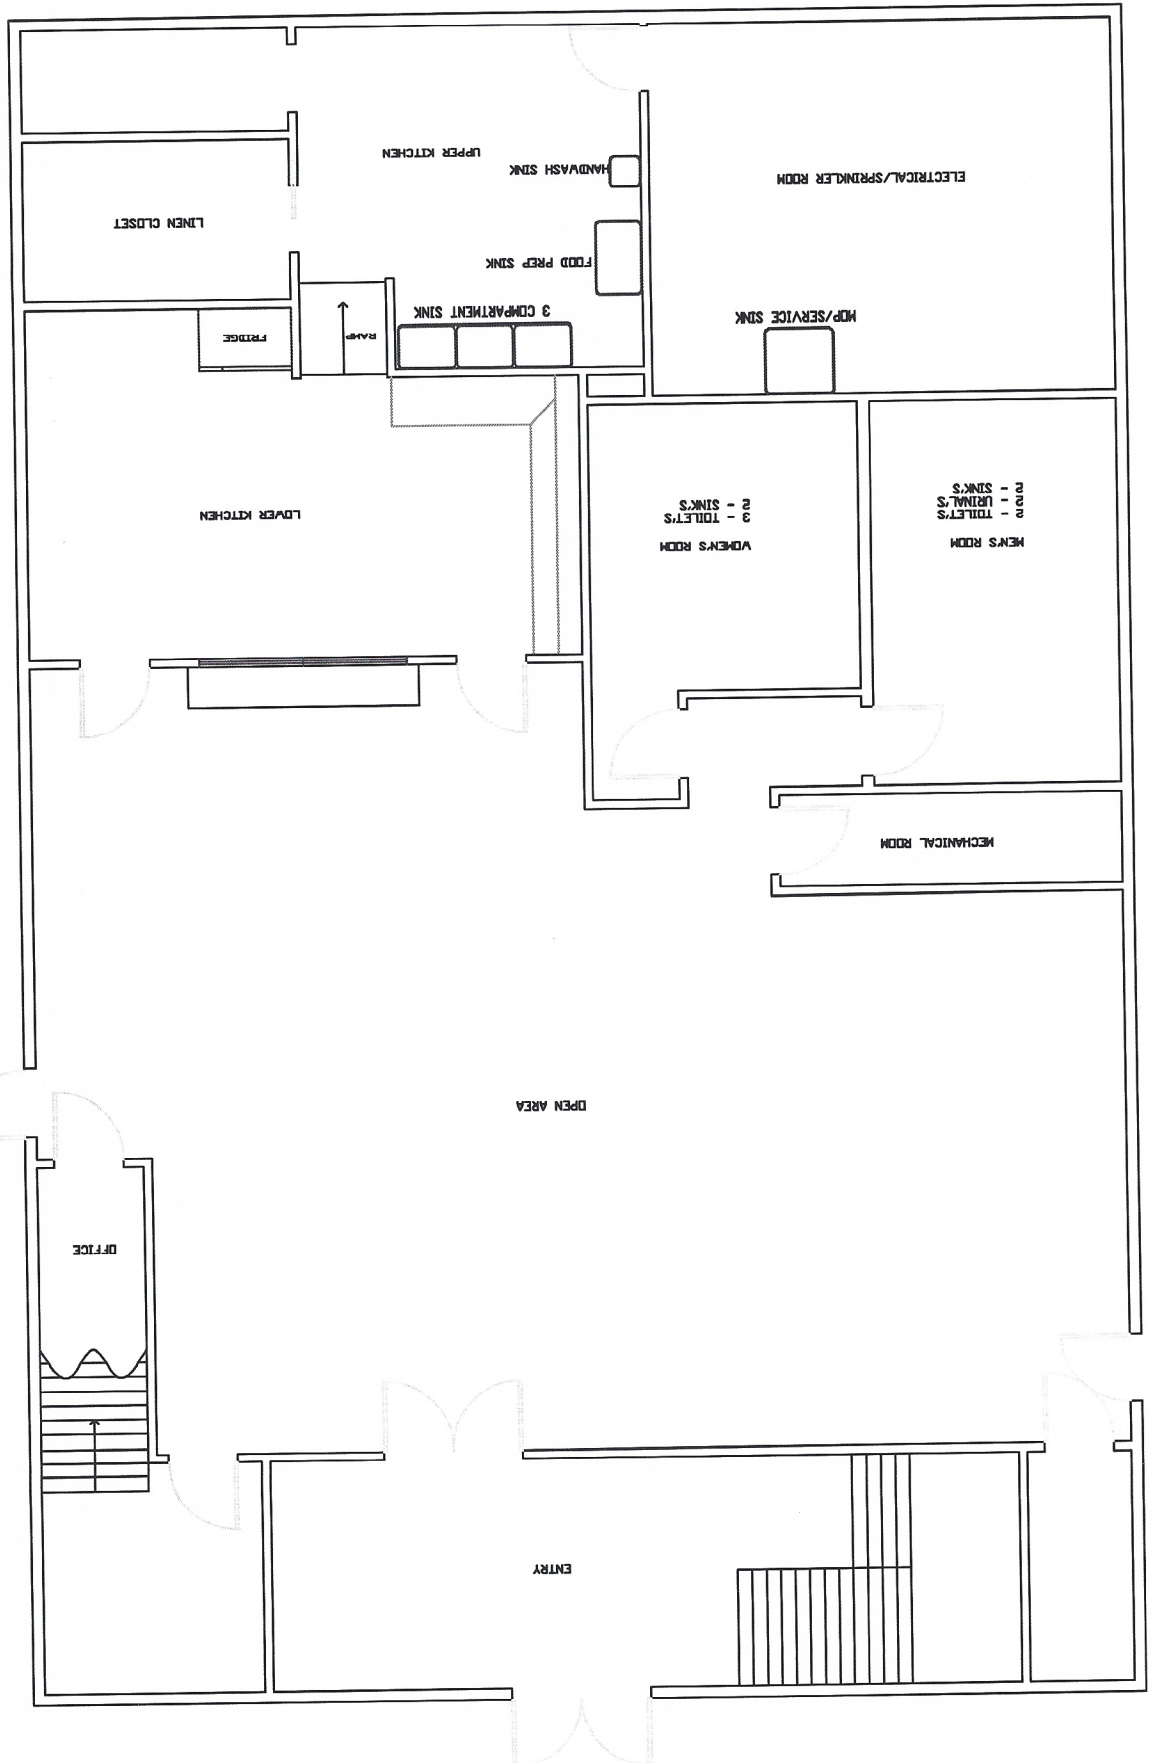 ENTRY
OFFICE
OPEN AREA
MECHANICAL ROOM
MEN'S ROOM
2 - TOILET'S
2 - URINAL'S
2 - SINK'S
WOMEN'S ROOM
3 - TOILET'S
2 - SINK'S
LOWER KITCHEN
RAMP
FRIDGE
MOP/SERVICE SINK
3 COMPARTMENT SINK
FOOD PREP SINK
LINEN CLOSET
ELECTRICAL/SPRINKLER ROOM
HANDWASH SINK
UPPER KITCHEN